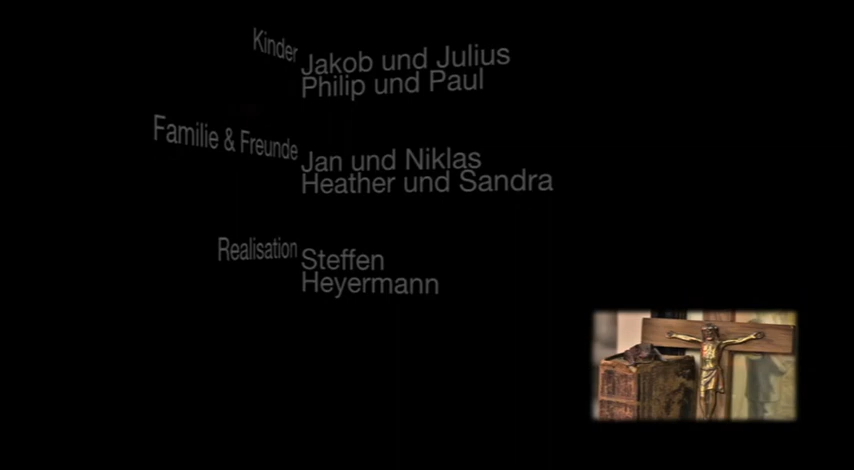 Kinder
Jakob und Julius
Philip und Paul
Familie & Freunde
Jan und Niklas
Heather und Sandra
Realisation
Steffen
Heyermann